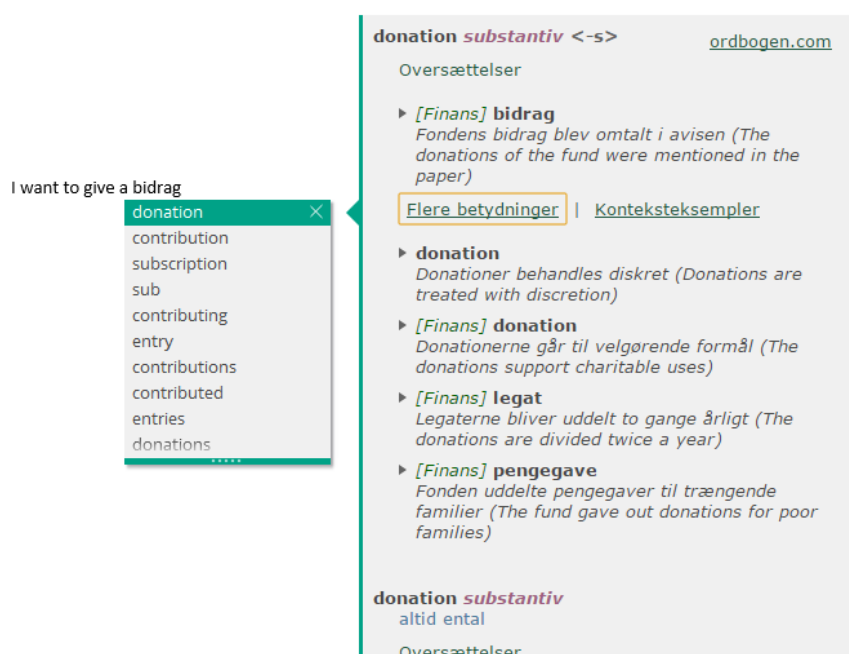 I want to give a bidrag
donation
contribution
subscription
sub
contributing
entry
contributions
contributed
entries
donations
donation substantiv <-s>
ordbogen.com
Oversættelser
[Finans] bidrag
Fondens bidrag blev omtalt i avisen (The
donations of the fund were mentioned in the
paper)
Flere betydninger | Konteksteksempler
donation
Donationer behandles diskret (Donations are
treated with discretion)
[Finans] donation
Donationerne går til velgørende formål (The
donations support charitable uses)
[Finans] legat
Legaterne bliver uddelt to gange årligt (The
donations are divided twice a year)
[Finans] pengegave
Fonden uddelte pengegaver til trængende
familier (The fund gave out donations for poor
families)
donation substantiv
altid ental
Oversættelser